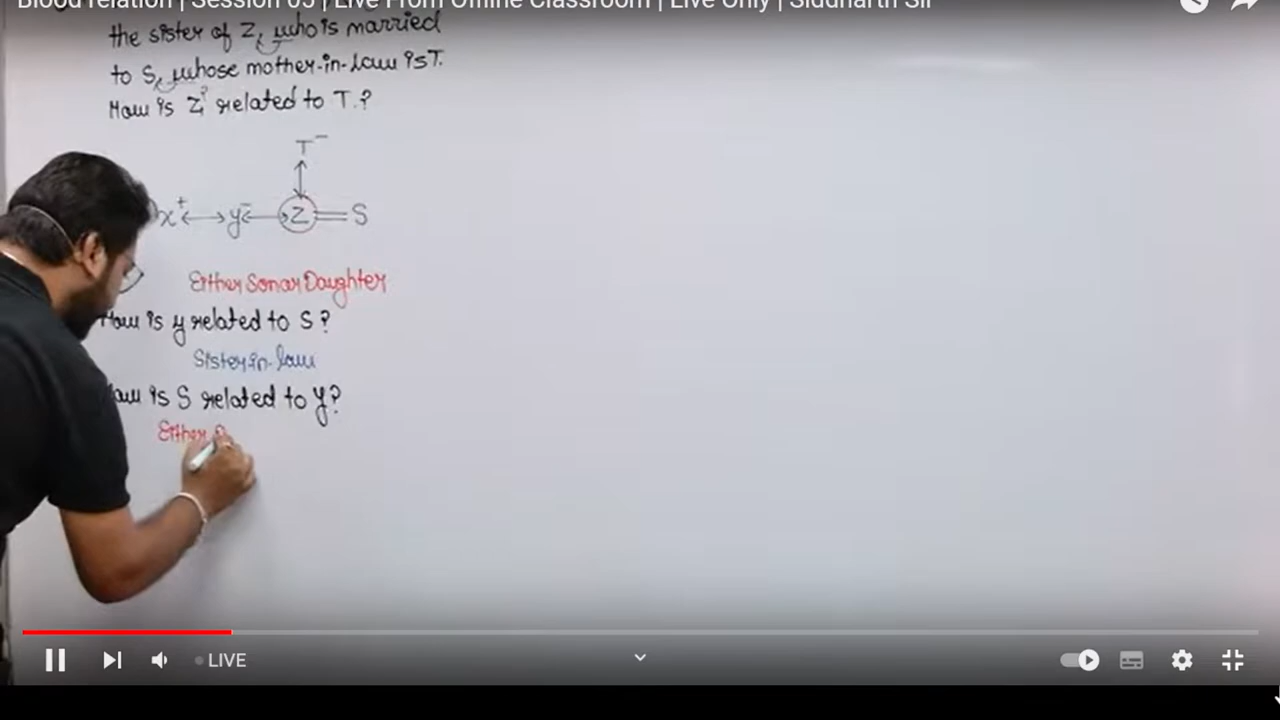 Blood relation | Session 05 | Live From Offline Classroom | Live Only | Siddharth Sir
the sister of Z, who is married
to S, whose mother-in-law is T.
How is Z related to T?
T −
x + y − Z S
Either Son or Daughter
How is y related to S?
Sister-in-law
is S related to y?
Either
LIVE